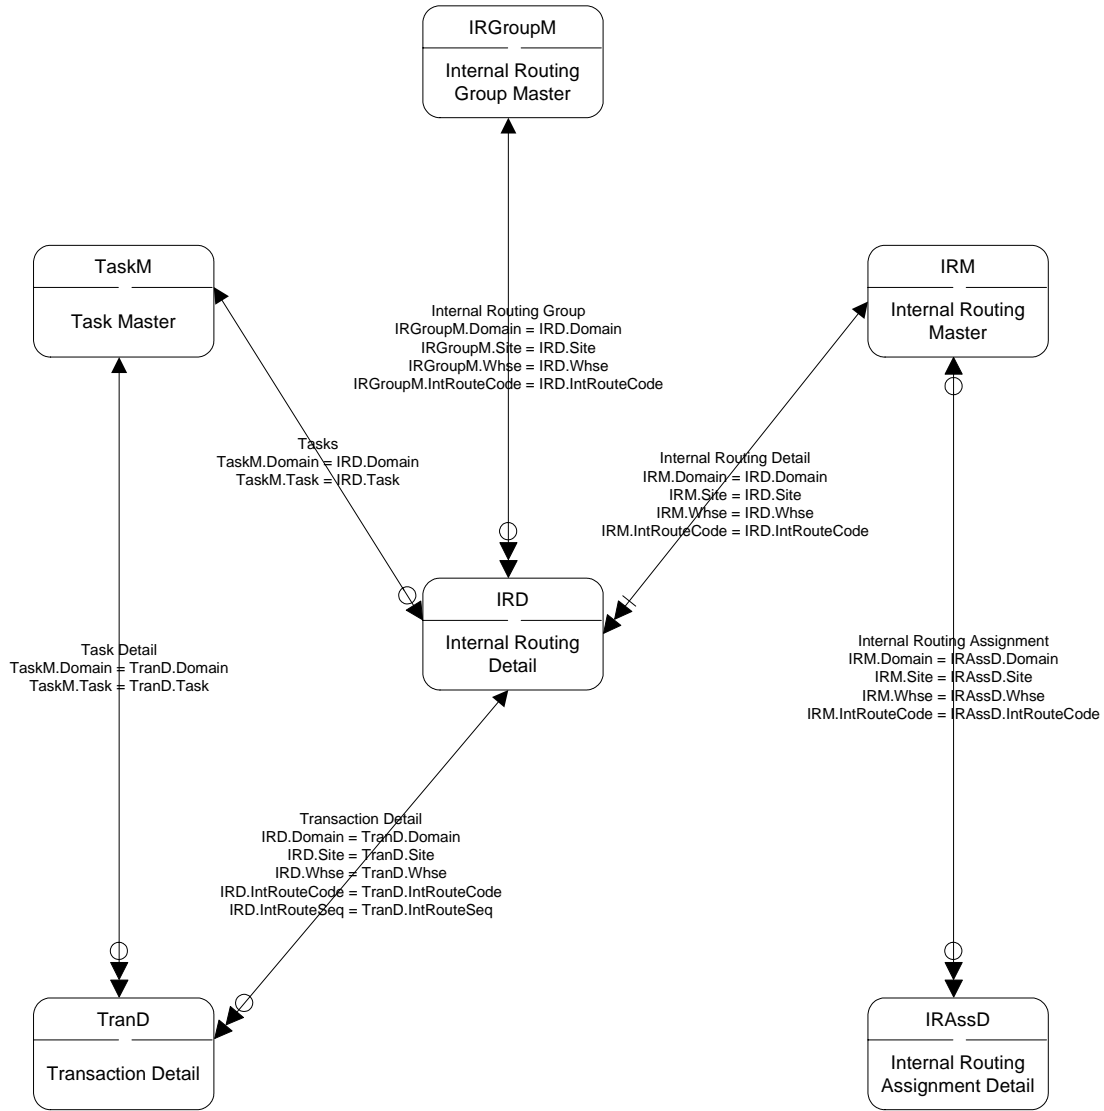 IRGroupM
Internal Routing
Group Master
TaskM
Task Master
IRM
Internal Routing
Master
Internal Routing Group
IRGroupM.Domain = IRD.Domain
IRGroupM.Site = IRD.Site
IRGroupM.Whse = IRD.Whse
IRGroupM.IntRouteCode = IRD.IntRouteCode
Tasks
TaskM.Domain = IRD.Domain
TaskM.Task = IRD.Task
Internal Routing Detail
IRM.Domain = IRD.Domain
IRM.Site = IRD.Site
IRM.Whse = IRD.Whse
IRM.IntRouteCode = IRD.IntRouteCode
IRD
Internal Routing
Detail
Task Detail
TaskM.Domain = TranD.Domain
TaskM.Task = TranD.Task
Internal Routing Assignment
IRM.Domain = IRAssD.Domain
IRM.Site = IRAssD.Site
IRM.Whse = IRAssD.Whse
IRM.IntRouteCode = IRAssD.IntRouteCode
Transaction Detail
IRD.Domain = TranD.Domain
IRD.Site = TranD.Site
IRD.Whse = TranD.Whse
IRD.IntRouteCode = TranD.IntRouteCode
IRD.IntRouteSeq = TranD.IntRouteSeq
TranD
Transaction Detail
IRAssD
Internal Routing
Assignment Detail